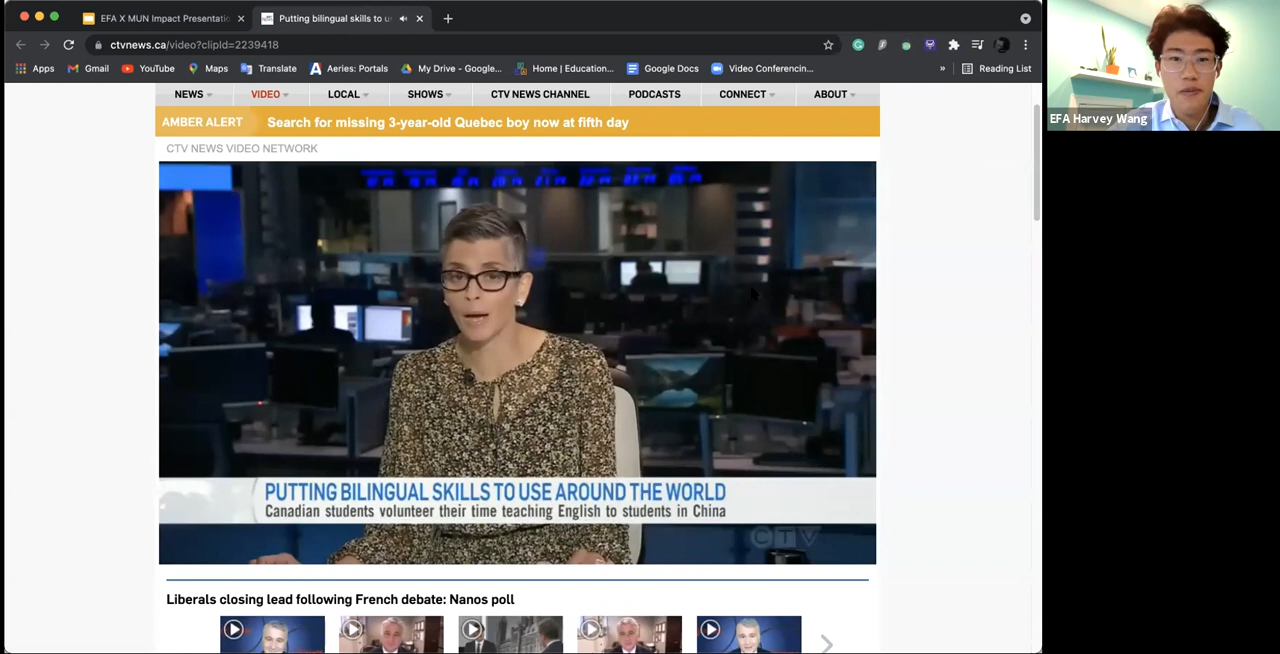 EFA X MUN Impact Presentatio
Putting bilingual skills to u
ctvnews.ca/video?clipId=2239418
Apps
Gmail
YouTube
Maps
Translate
Aeries: Portals
My Drive - Google...
Home | Education...
Google Docs
Video Conferencin...
»
Reading List
NEWS
VIDEO
LOCAL
SHOWS
CTV NEWS CHANNEL
PODCASTS
CONNECT
ABOUT
AMBER ALERT Search for missing 3-year-old Quebec boy now at fifth day
CTV NEWS VIDEO NETWORK
PUTTING BILINGUAL SKILLS TO USE AROUND THE WORLD
Canadian students volunteer their time teaching English to students in China
CTV
Liberals closing lead following French debate: Nanos poll
EFA Harvey Wang